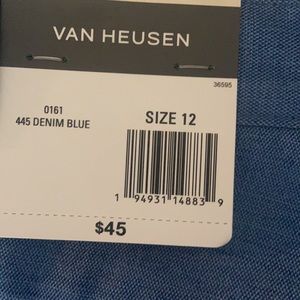 VAN HEUSEN
36595
0161
445 DENIM BLUE
SIZE 12
1 94931 14883 9
$45